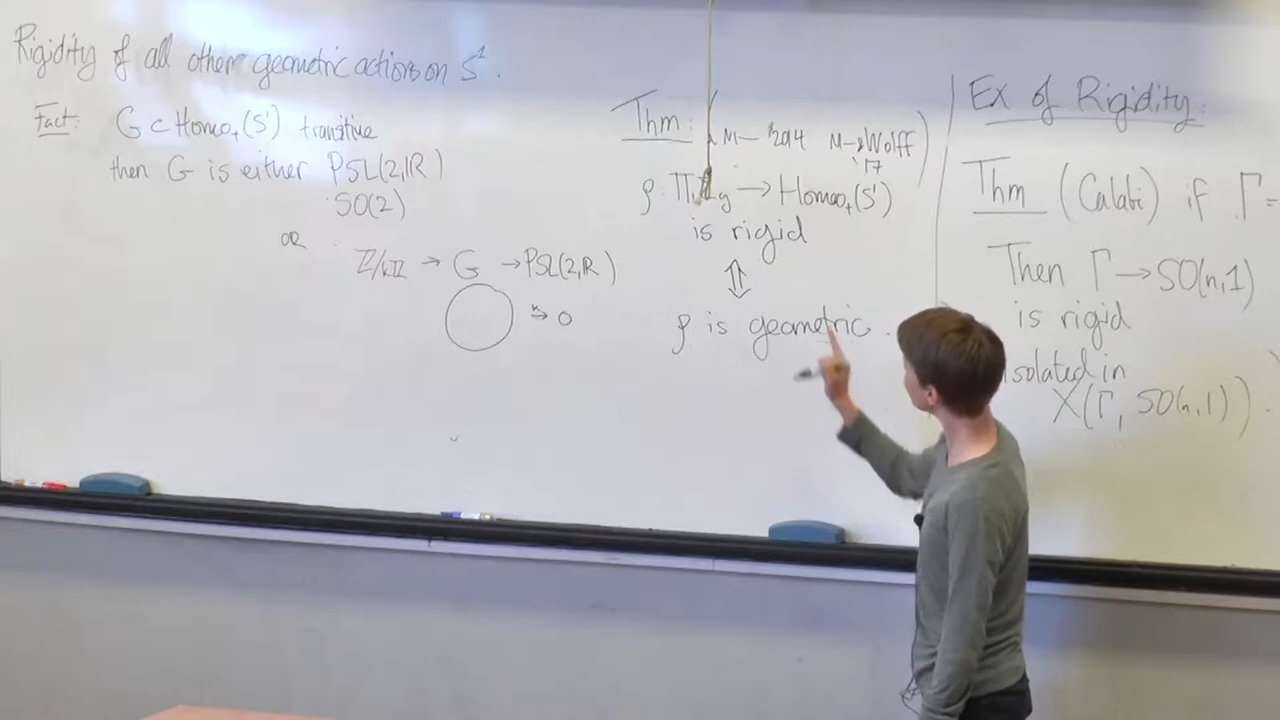 Rigidity of all other geometric actions on S¹.
Fact: G ⊂ Homeo₊(S¹) transitive
then G is either PSL(2,ℝ)
SO(2)
OR
ℤ/kℤ → G → PSL(2,ℝ)
Thm: M— 2014 M—Wolff '17
ρ: π₁ Σg → Homeo₊(S¹)
is rigid
⇕
ρ is geometric.
Ex of Rigidity:
Thm (Calabi) if Γ =
Then Γ → SO(n,1)
is rigid
isolated in
X(Γ, SO(n,1)).